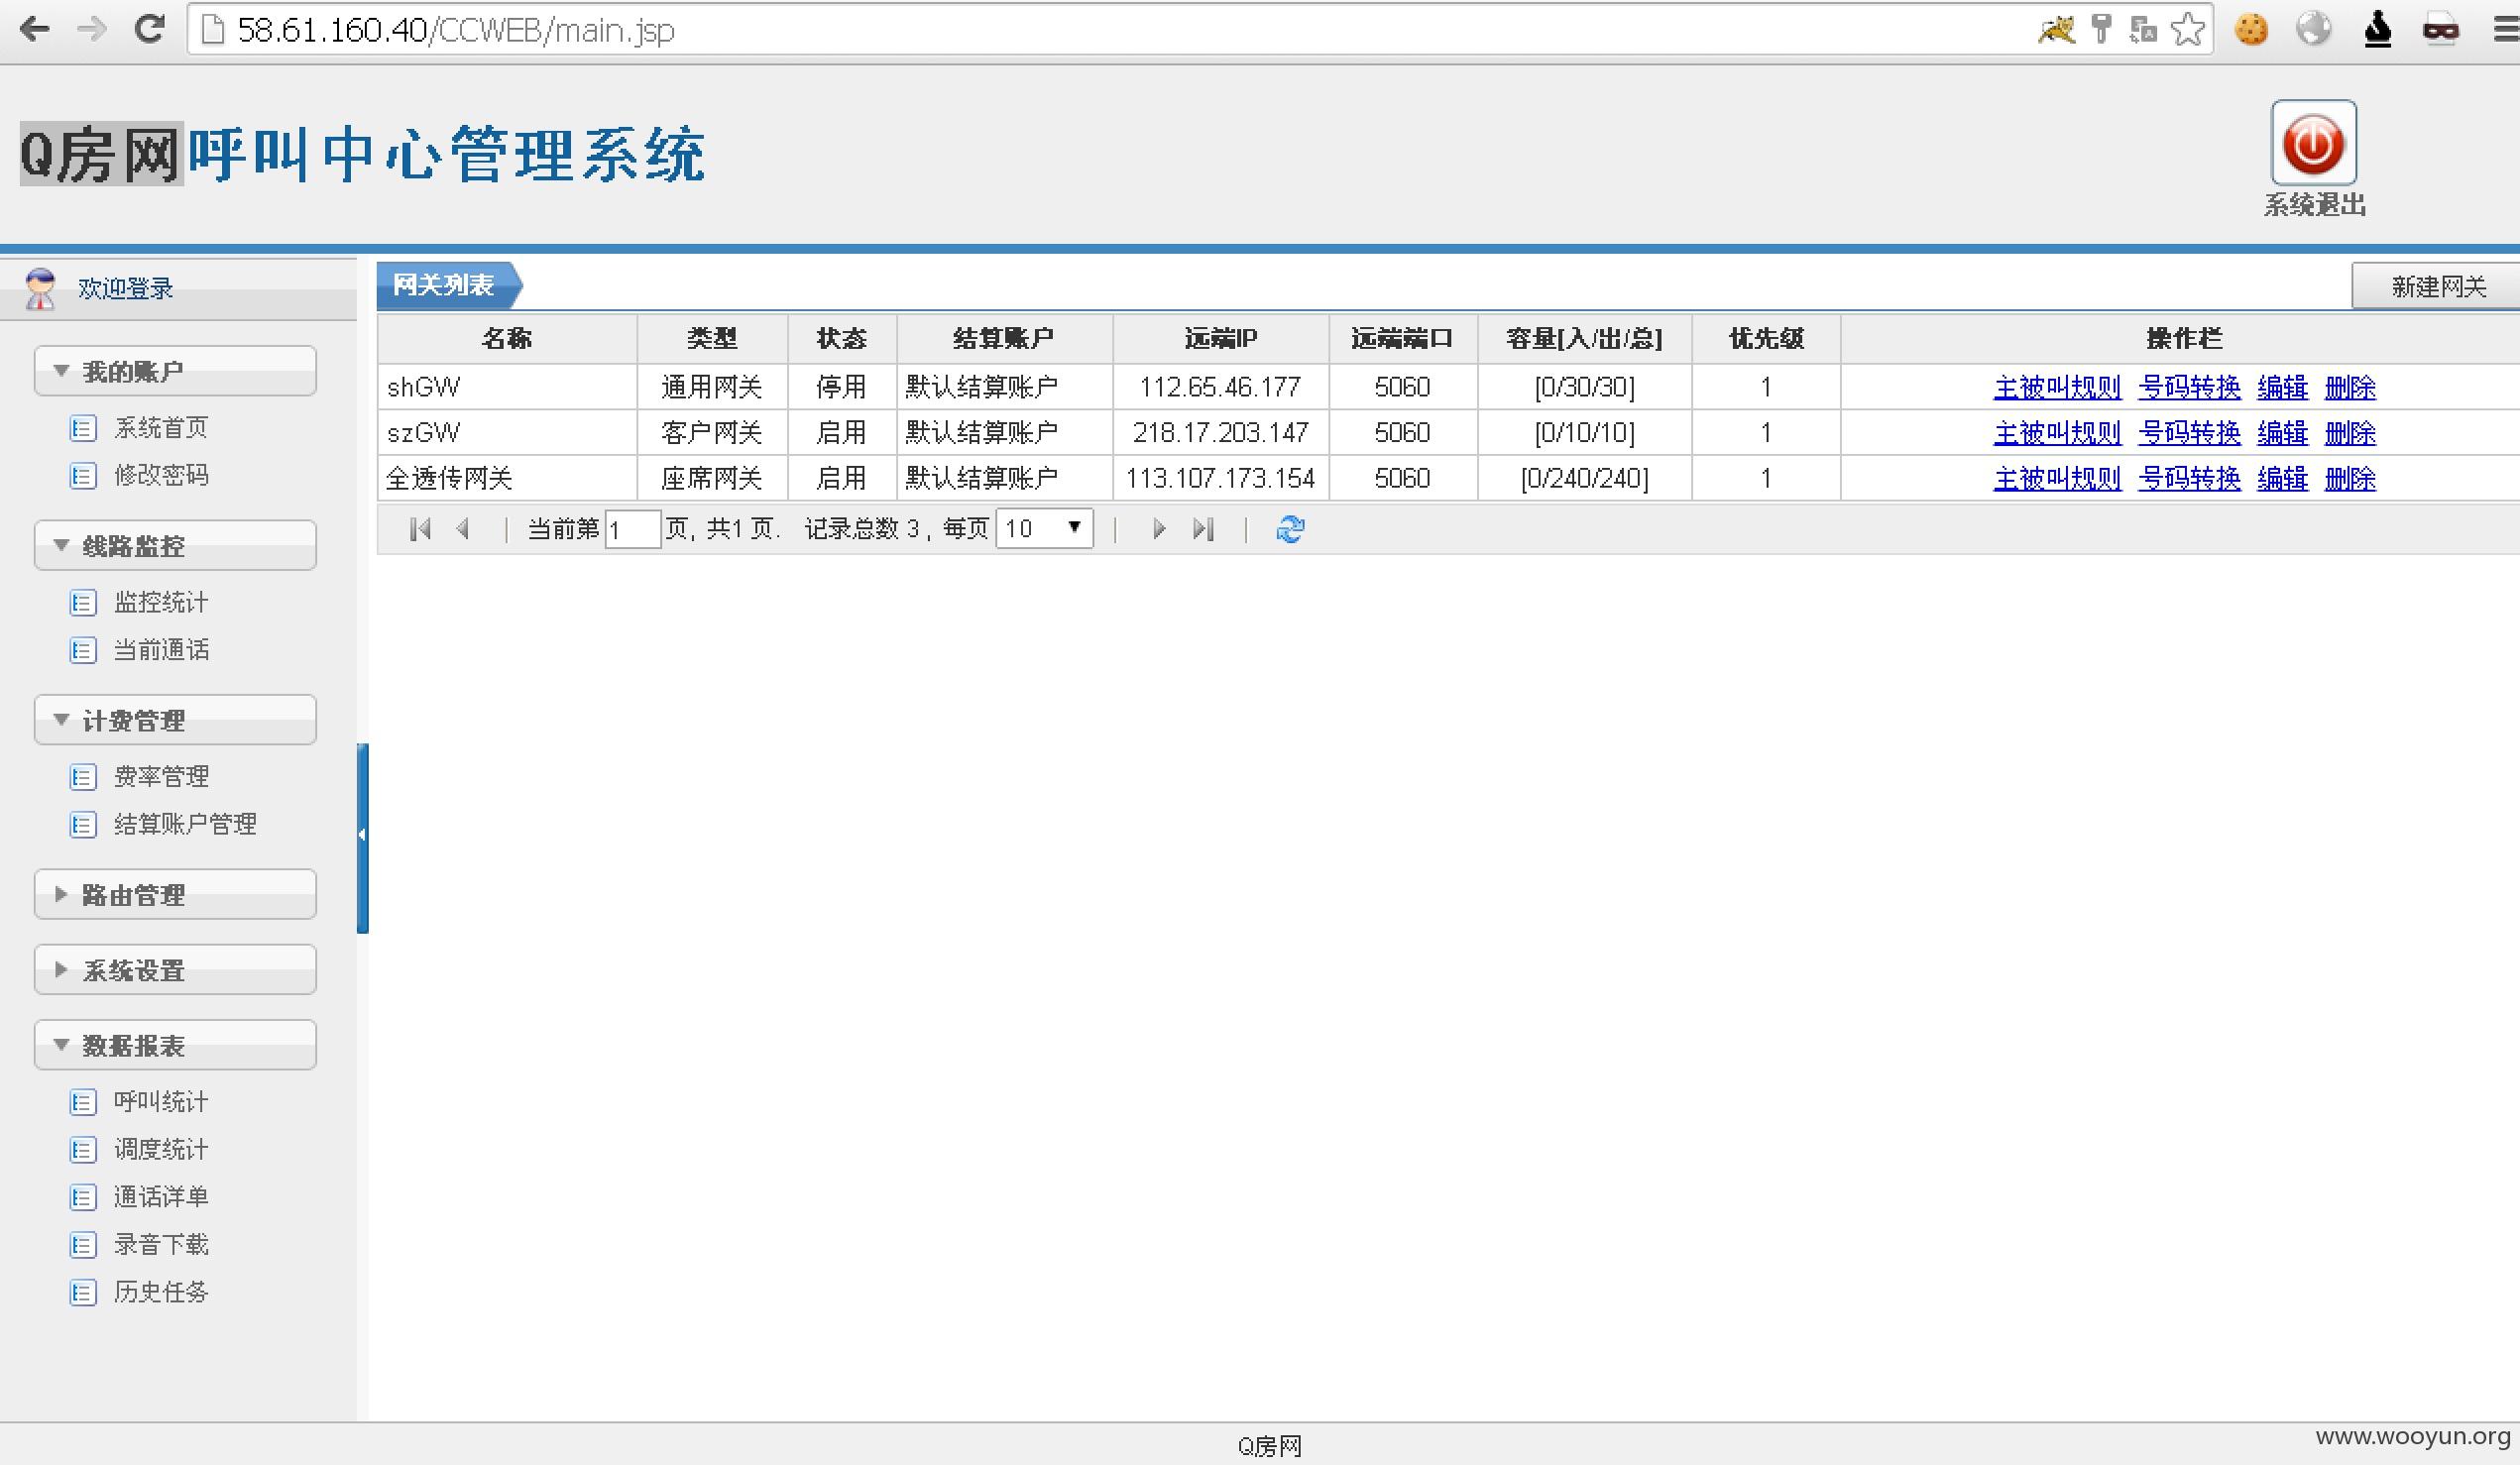 58.61.160.40/CCWEB/main.jsp
Q房网呼叫中心管理系统
系统退出
欢迎登录
我的账户
系统首页
修改密码
线路监控
监控统计
当前通话
计费管理
费率管理
结算账户管理
路由管理
系统设置
数据报表
呼叫统计
调度统计
通话详单
录音下载
历史任务
网关列表
新建网关
名称 类型 状态 结算账户 远端IP 远端端口 容量[入/出/总] 优先级 操作栏
shGW 通用网关 停用 默认结算账户 112.65.46.177 5060 [0/30/30] 1 主被叫规则 号码转换 编辑 删除
szGW 客户网关 启用 默认结算账户 218.17.203.147 5060 [0/10/10] 1 主被叫规则 号码转换 编辑 删除
全透传网关 座席网关 启用 默认结算账户 113.107.173.154 5060 [0/240/240] 1 主被叫规则 号码转换 编辑 删除
当前第 1 页, 共1 页. 记录总数 3 , 每页 10
Q房网
www.wooyun.org